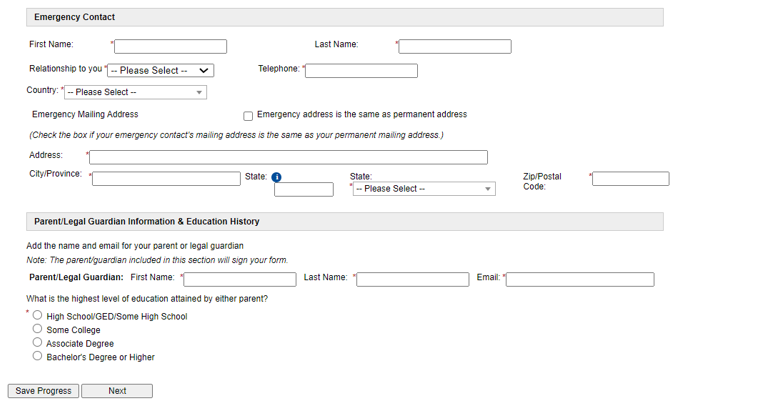 Emergency Contact
First Name: * Last Name: *
Relationship to you * -- Please Select -- Telephone: *
Country: * -- Please Select --
Emergency Mailing Address Emergency address is the same as permanent address
(Check the box if your emergency contact's mailing address is the same as your permanent mailing address.)
Address: *
City/Province: * State: i State: * -- Please Select -- Zip/Postal Code: *
Parent/Legal Guardian Information & Education History
Add the name and email for your parent or legal guardian
Note: The parent/guardian included in this section will sign your form.
Parent/Legal Guardian: First Name: * Last Name: * Email: *
What is the highest level of education attained by either parent?
* High School/GED/Some High School
Some College
Associate Degree
Bachelor's Degree or Higher
Save Progress Next